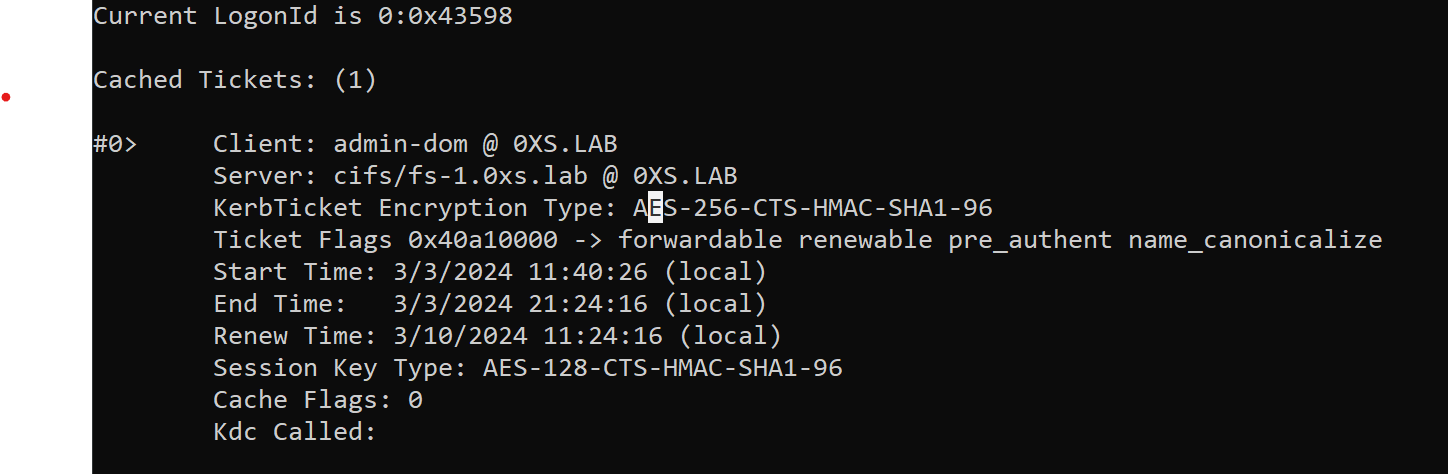 Current LogonId is 0:0x43598
Cached Tickets: (1)
#0>     Client: admin-dom @ 0XS.LAB
        Server: cifs/fs-1.0xs.lab @ 0XS.LAB
        KerbTicket Encryption Type: AES-256-CTS-HMAC-SHA1-96
        Ticket Flags 0x40a10000 -> forwardable renewable pre_authent name_canonicalize
        Start Time: 3/3/2024 11:40:26 (local)
        End Time:   3/3/2024 21:24:16 (local)
        Renew Time: 3/10/2024 11:24:16 (local)
        Session Key Type: AES-128-CTS-HMAC-SHA1-96
        Cache Flags: 0
        Kdc Called: